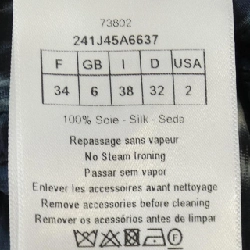 73802
241J45A6637
F GB I D USA
34 6 38 32 2
100% Soie - Silk - Seda
Repassage sans vapeur
No Steam Ironing
Passar sem vapor
Enlever les accessoires avant nettoyage
Remove accessories before cleaning
Remover os acessórios antes de limpar